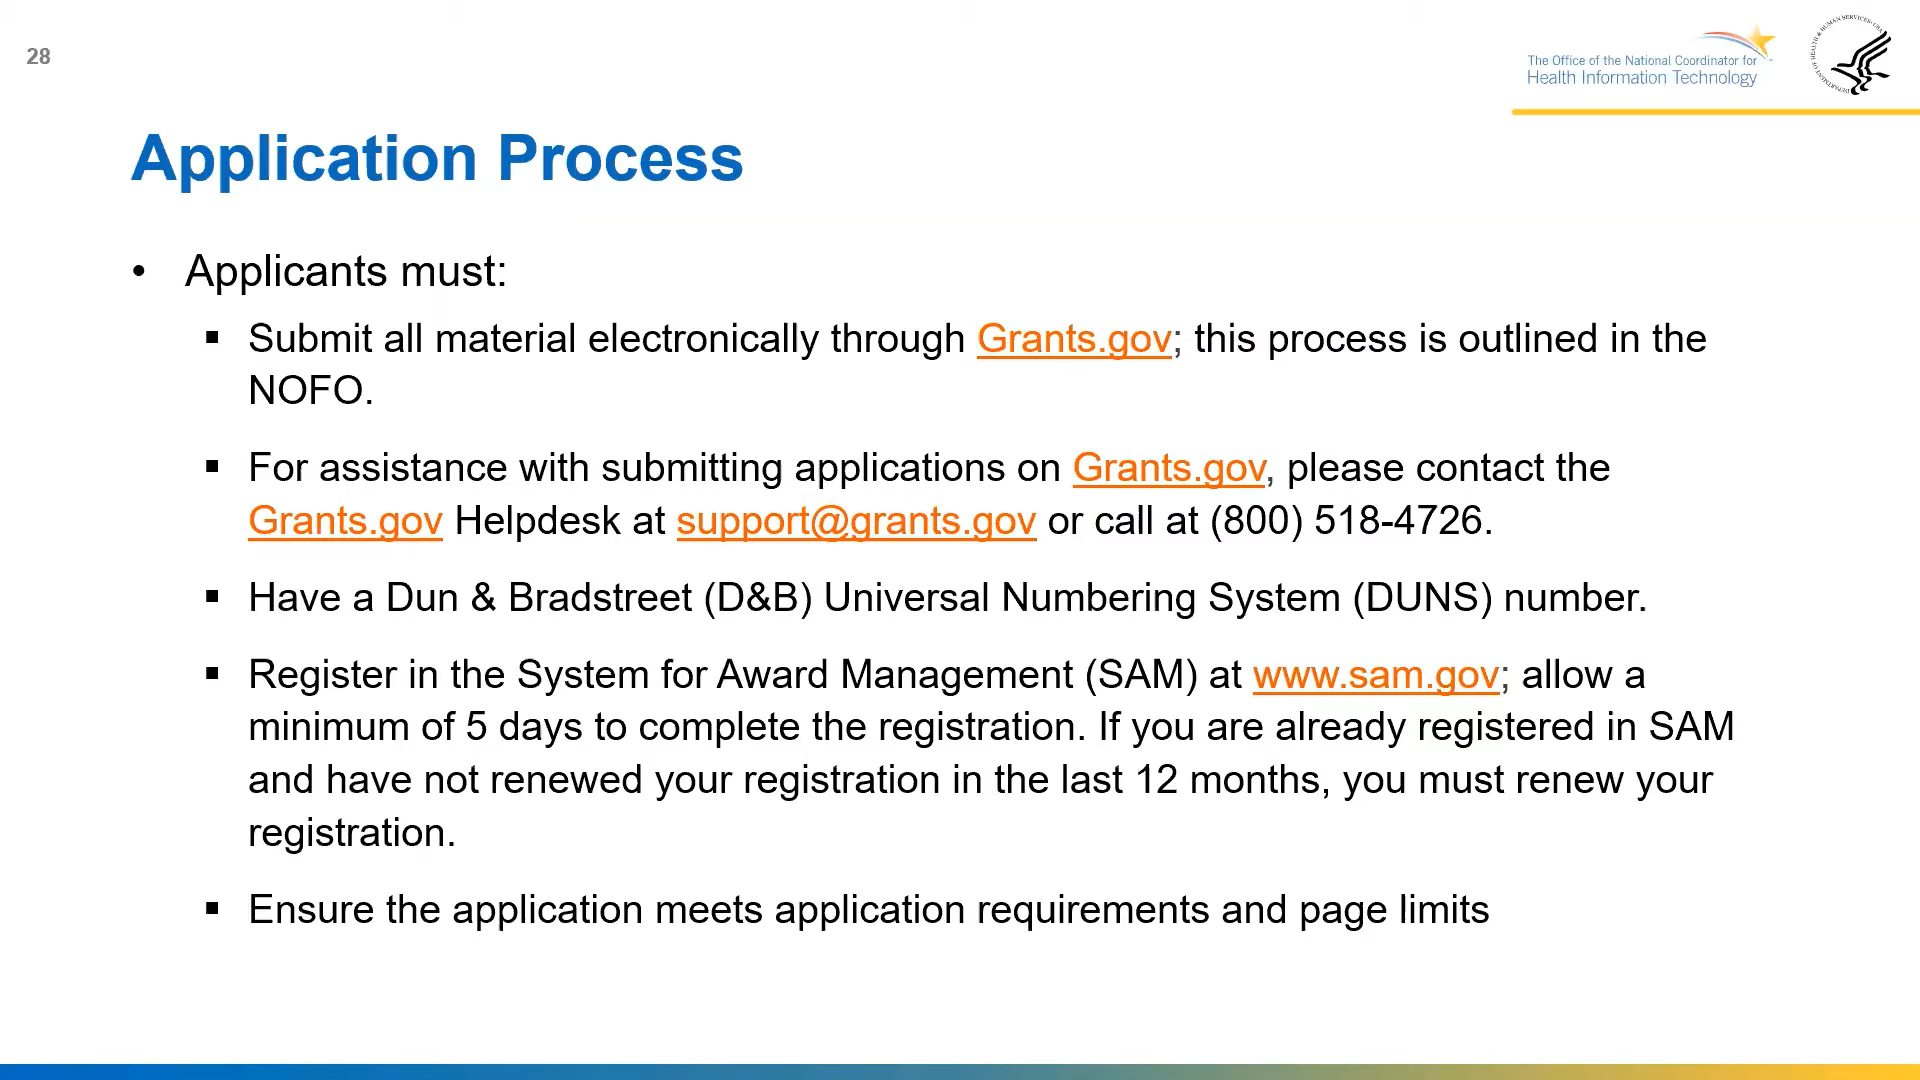 28
The Office of the National Coordinator for
Health Information Technology
DEPARTMENT OF HEALTH & HUMAN SERVICES · USA
Application Process
• Applicants must:
▪ Submit all material electronically through Grants.gov; this process is outlined in the
NOFO.
▪ For assistance with submitting applications on Grants.gov, please contact the
Grants.gov Helpdesk at support@grants.gov or call at (800) 518-4726.
▪ Have a Dun & Bradstreet (D&B) Universal Numbering System (DUNS) number.
▪ Register in the System for Award Management (SAM) at www.sam.gov; allow a
minimum of 5 days to complete the registration. If you are already registered in SAM
and have not renewed your registration in the last 12 months, you must renew your
registration.
▪ Ensure the application meets application requirements and page limits